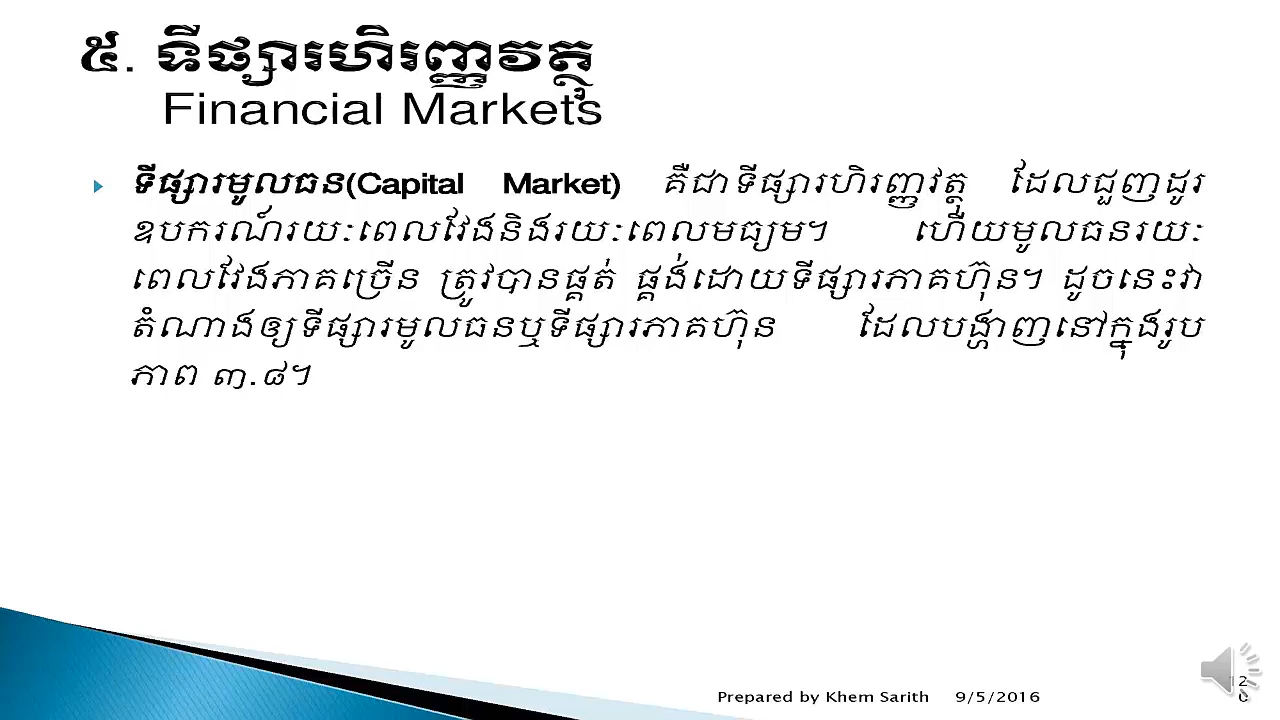 ៥. ទីផ្សារហិរញ្ញវត្ថុ
Financial Markets
ទីផ្សារមូលធន(Capital Market) គឺជាទីផ្សារហិរញ្ញវត្ថុ ដែលជួញដូរ
ឧបករណ៍រយៈពេលវែងនិងរយៈពេលមធ្យម។ ហើយមូលធនរយៈ
ពេលវែងភាគច្រើន ត្រូវបានផ្គត់ ផ្គង់ដោយទីផ្សារភាគហ៊ុន។ ដូចនេះវា
តំណាងឲ្យទីផ្សារមូលធនឬទីផ្សារភាគហ៊ុន ដែលបង្ហាញនៅក្នុងរូប
ភាព ៣.៨។
Prepared by Khem Sarith 9/5/2016